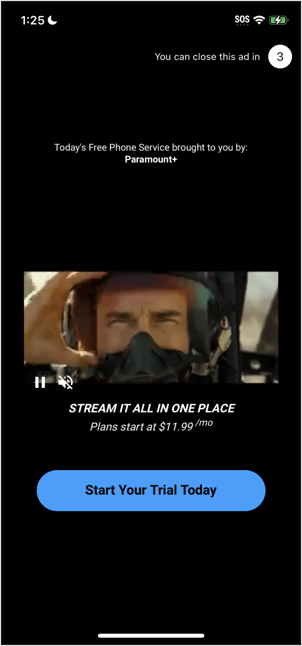 1:25
SOS
You can close this ad in 3
Today's Free Phone Service brought to you by:
Paramount+
STREAM IT ALL IN ONE PLACE
Plans start at $11.99 /mo
Start Your Trial Today